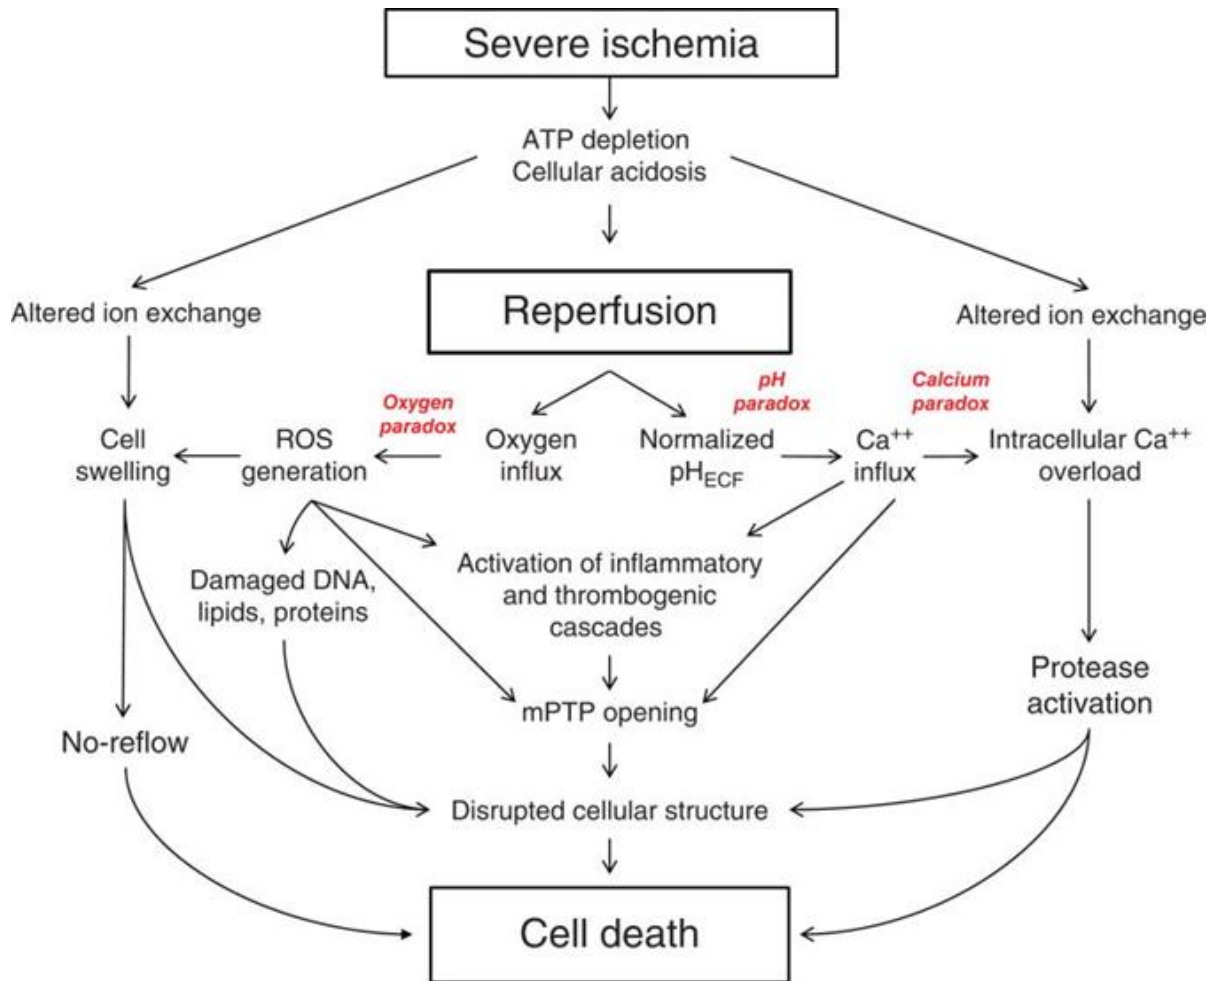 Severe ischemia
ATP depletion
Cellular acidosis
Altered ion exchange
Reperfusion
Altered ion exchange
Oxygen
paradox
pH
paradox
Calcium
paradox
Cell
swelling
ROS
generation
Oxygen
influx
Normalized
pHECF
Ca++
influx
Intracellular Ca++
overload
Damaged DNA,
lipids, proteins
Activation of inflammatory
and thrombogenic
cascades
Protease
activation
mPTP opening
No-reflow
Disrupted cellular structure
Cell death